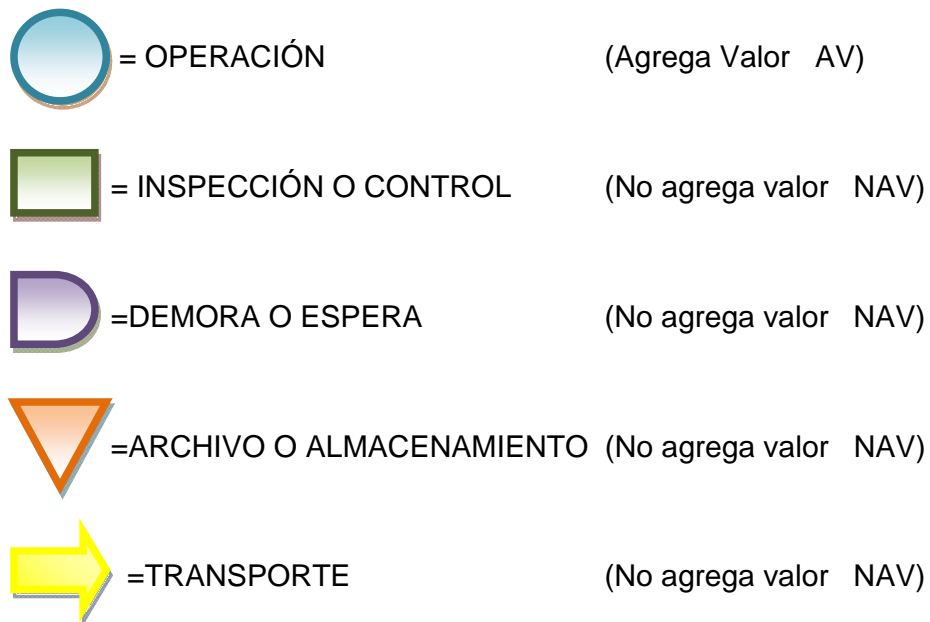 = OPERACIÓN (Agrega Valor AV)
= INSPECCIÓN O CONTROL (No agrega valor NAV)
=DEMORA O ESPERA (No agrega valor NAV)
=ARCHIVO O ALMACENAMIENTO (No agrega valor NAV)
=TRANSPORTE (No agrega valor NAV)